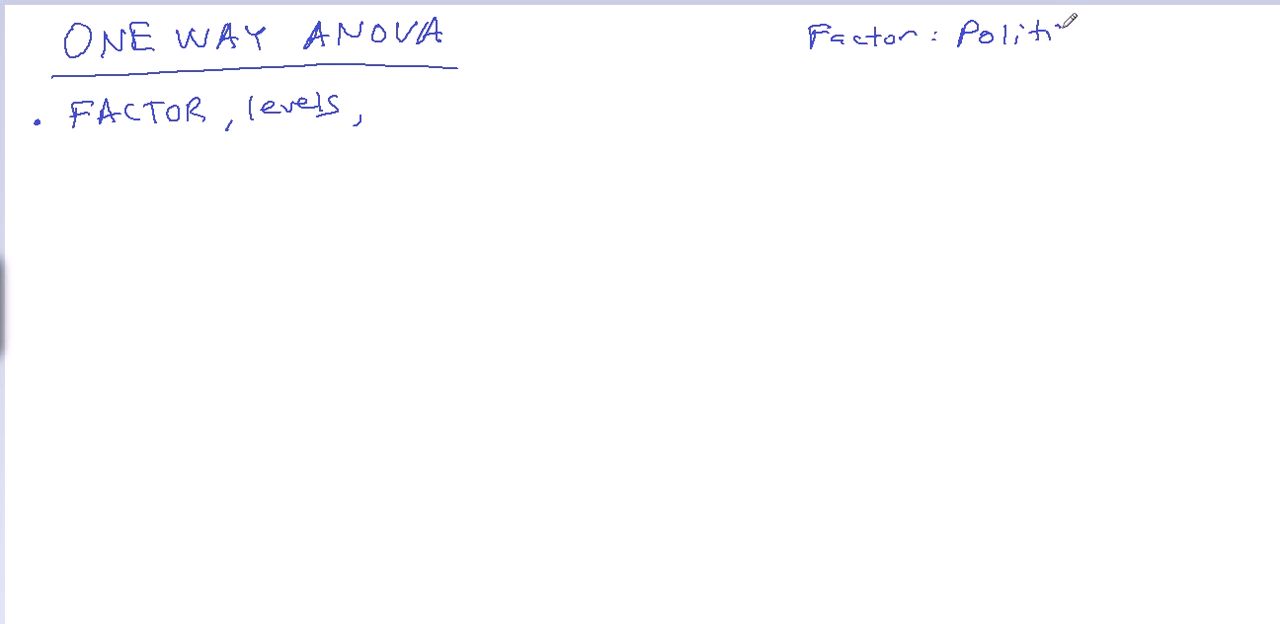 ONE WAY ANOVA
Factor: Politi
. FACTOR, levels,